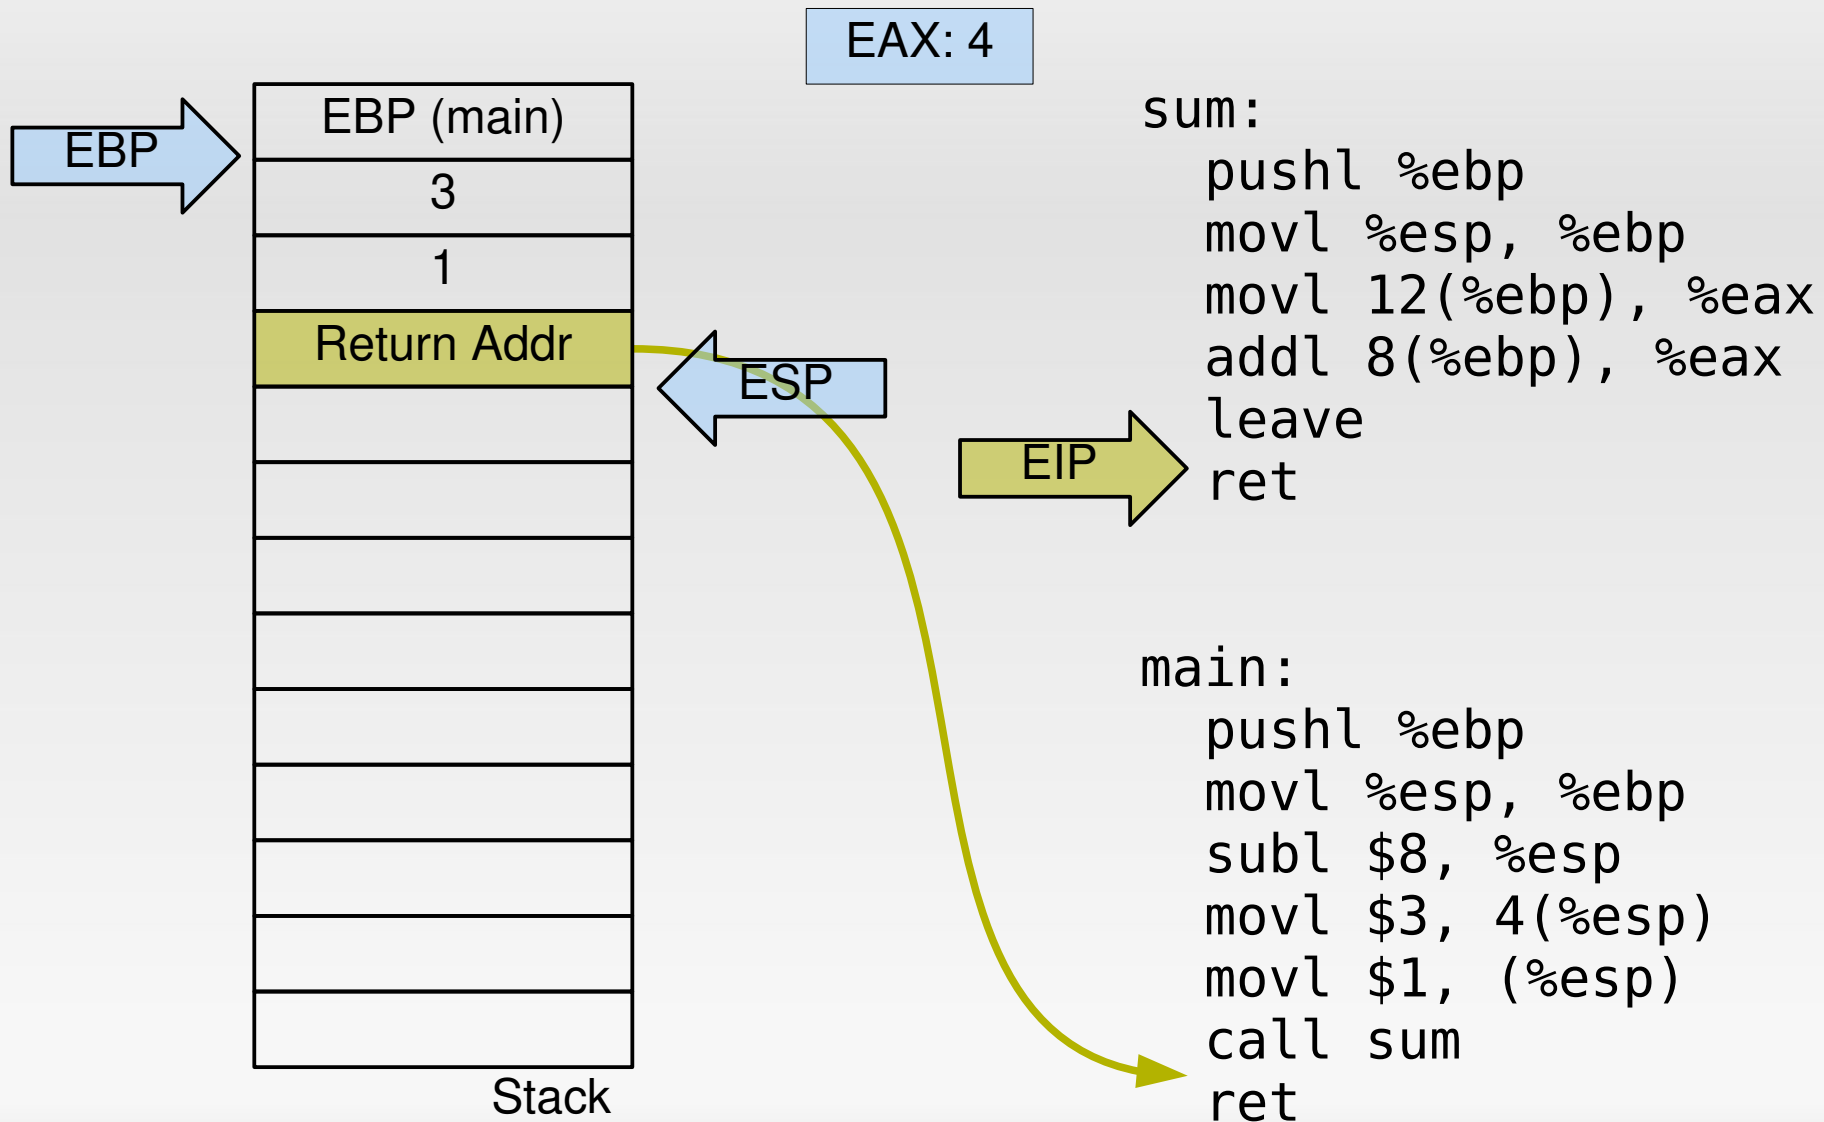 EAX: 4
EBP
EBP (main)
3
1
Return Addr
ESP
EIP
Stack
sum:
pushl %ebp
movl %esp, %ebp
movl 12(%ebp), %eax
addl 8(%ebp), %eax
leave
ret
main:
pushl %ebp
movl %esp, %ebp
subl $8, %esp
movl $3, 4(%esp)
movl $1, (%esp)
call sum
ret